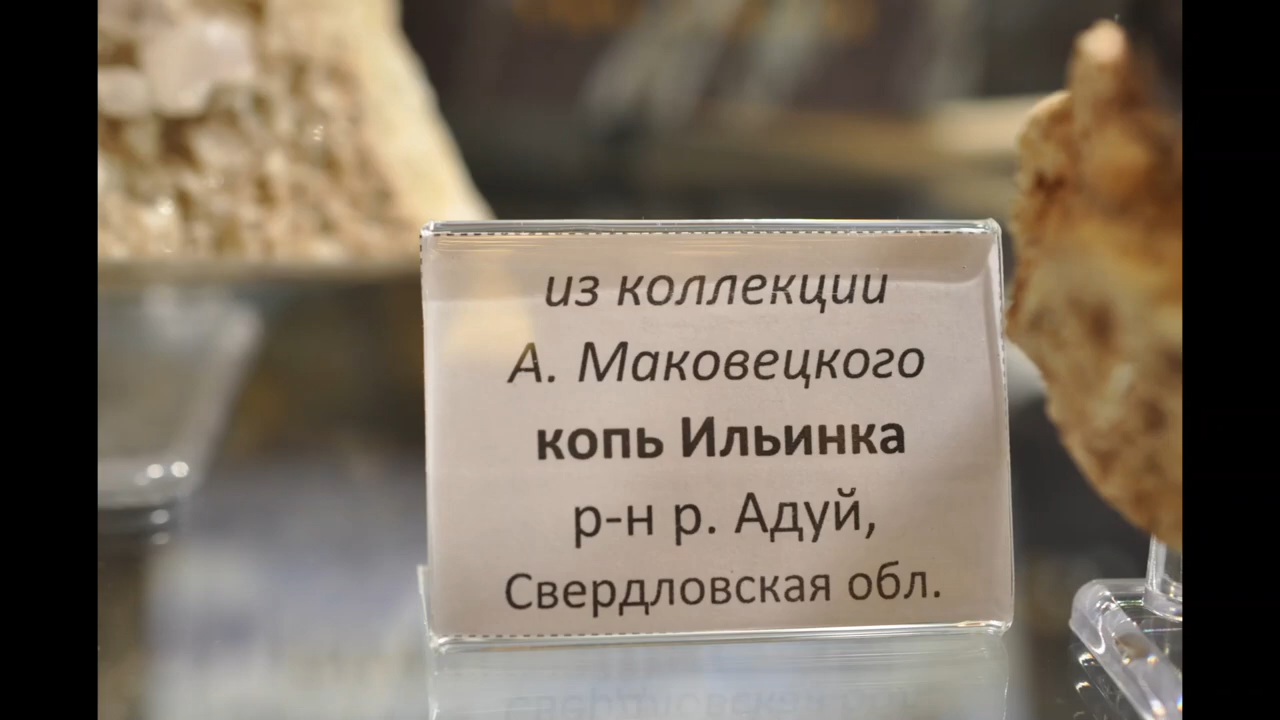 из коллекции
А. Маковецкого
копь Ильинка
р-н р. Адуй,
Свердловская обл.